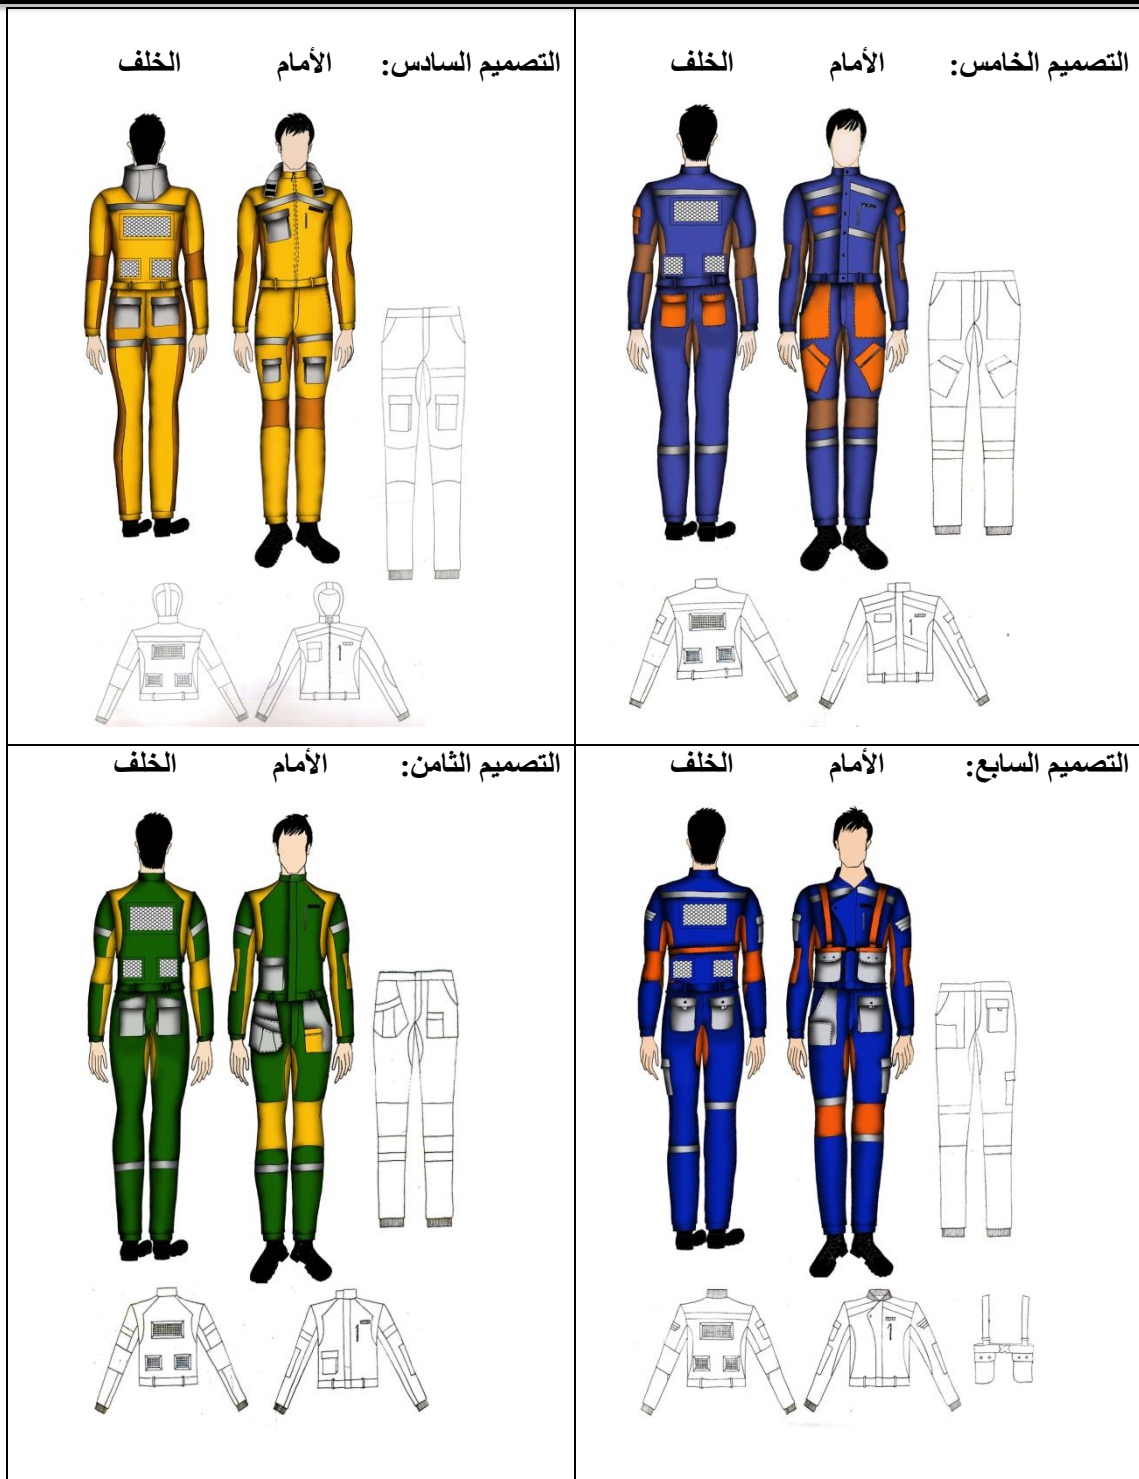 التصميم الخامس: الأمام الخلف
التصميم السادس: الأمام الخلف
التصميم السابع: الأمام الخلف
التصميم الثامن: الأمام الخلف